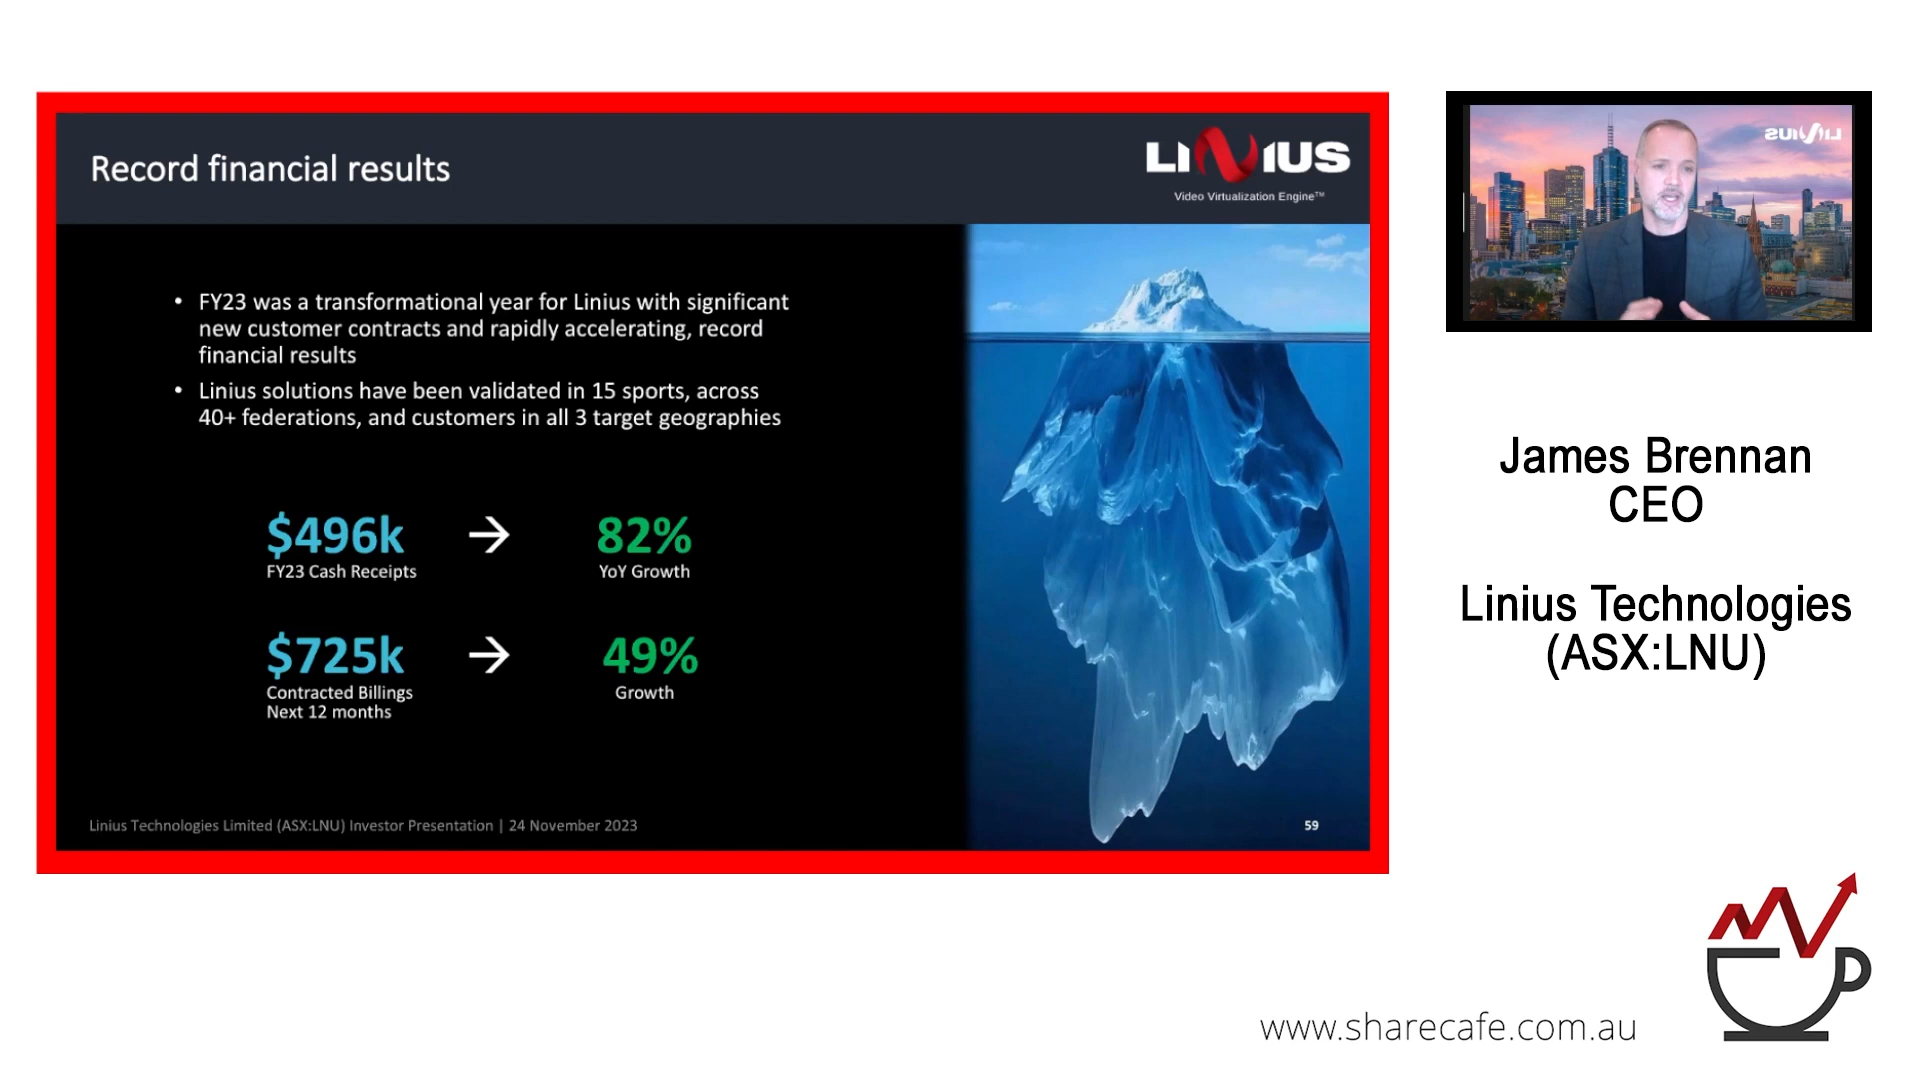 Record financial results
LINIUS
Video Virtualization Engine™
• FY23 was a transformational year for Linius with significant
new customer contracts and rapidly accelerating, record
financial results
• Linius solutions have been validated in 15 sports, across
40+ federations, and customers in all 3 target geographies
$496k → 82%
FY23 Cash Receipts YoY Growth
$725k → 49%
Contracted Billings Growth
Next 12 months
Linius Technologies Limited (ASX:LNU) Investor Presentation | 24 November 2023
59
LINIUS
James Brennan
CEO
Linius Technologies
(ASX:LNU)
www.sharecafe.com.au